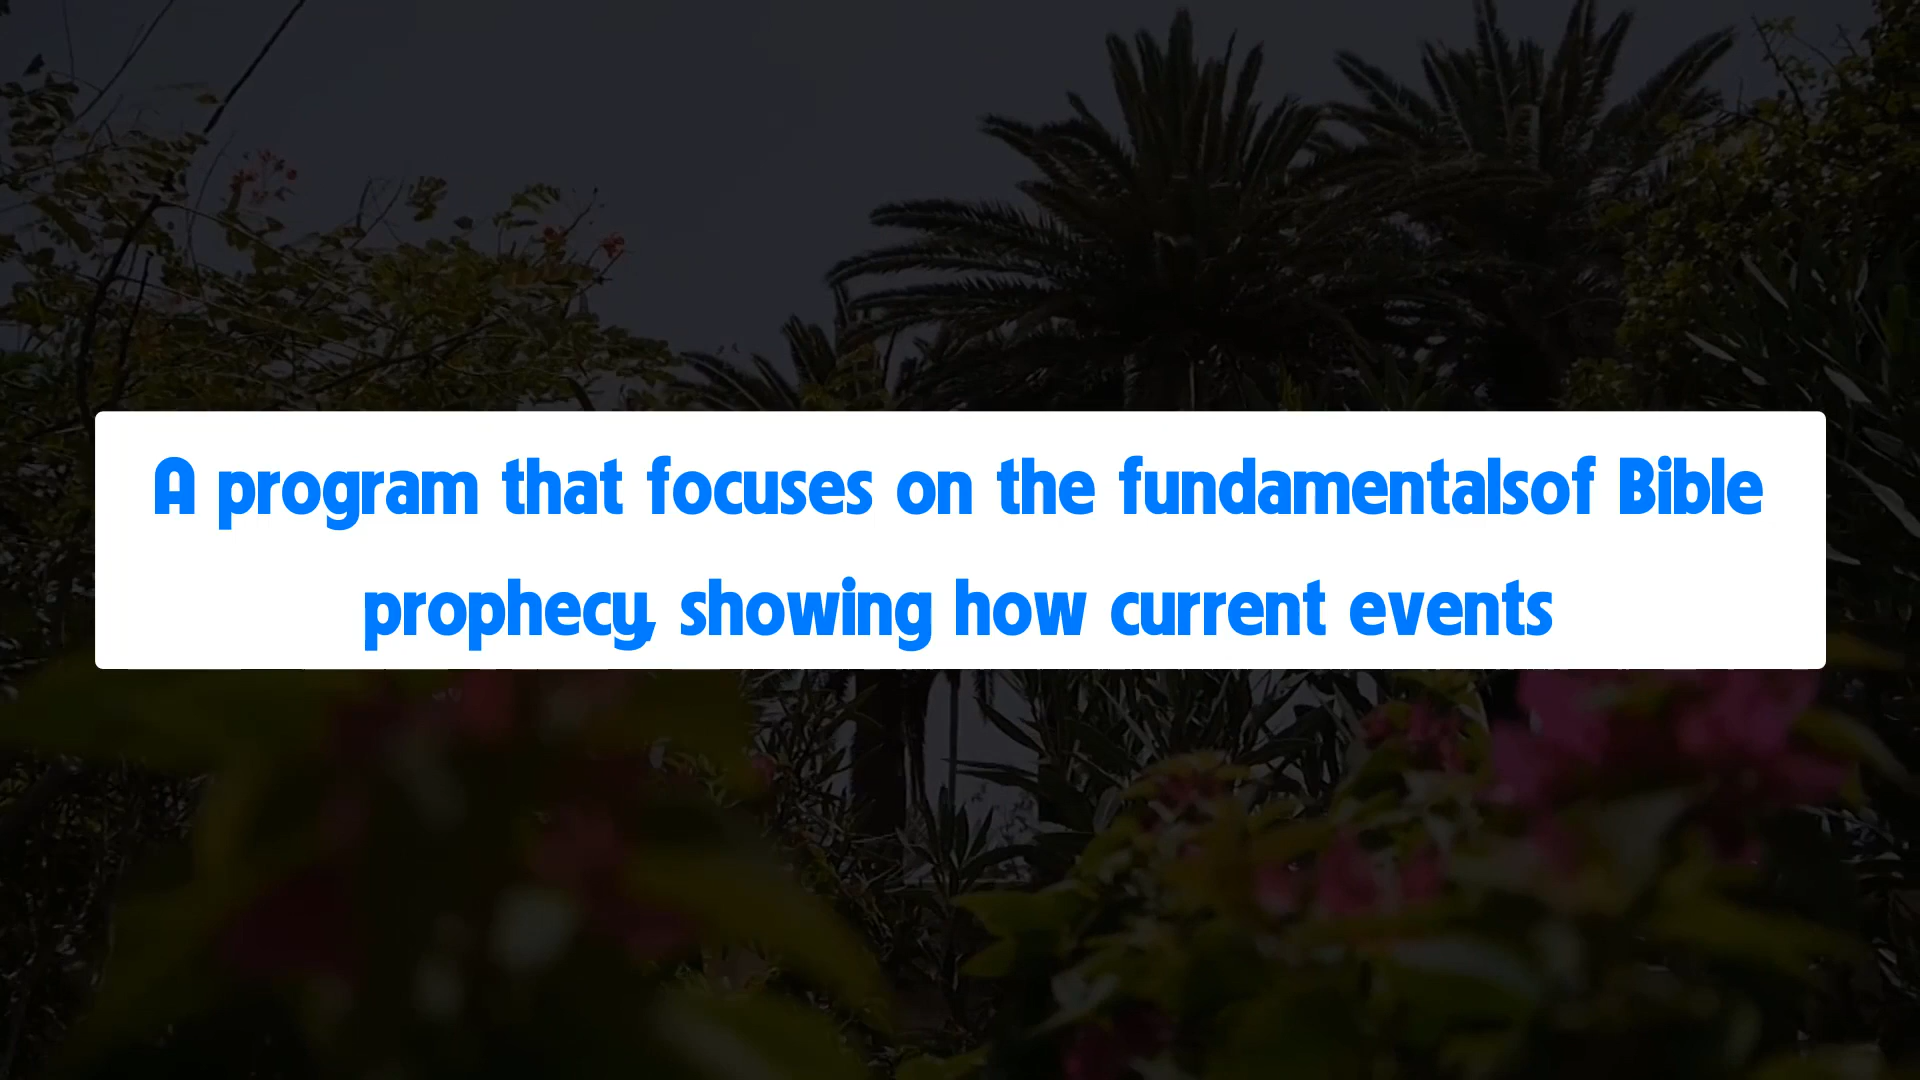 A program that focuses on the fundamentalsof Bible
prophecy, showing how current events